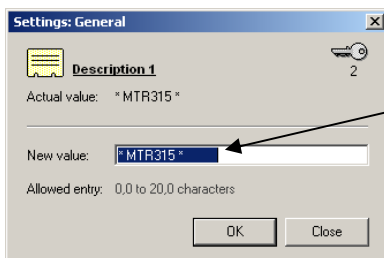 Settings: General
Description 1
2
Actual value: * MTR315 *
New value: * MTR315 *
Allowed entry: 0,0 to 20,0 characters
OK Close